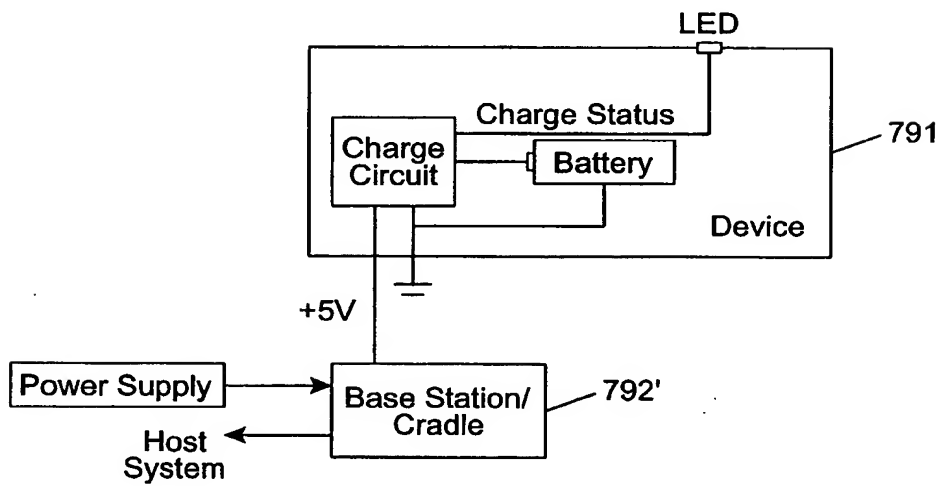 LED
Charge Status
791
Charge
Circuit
Battery
Device
+5V
Power Supply
Base Station/
Cradle
792'
Host
System